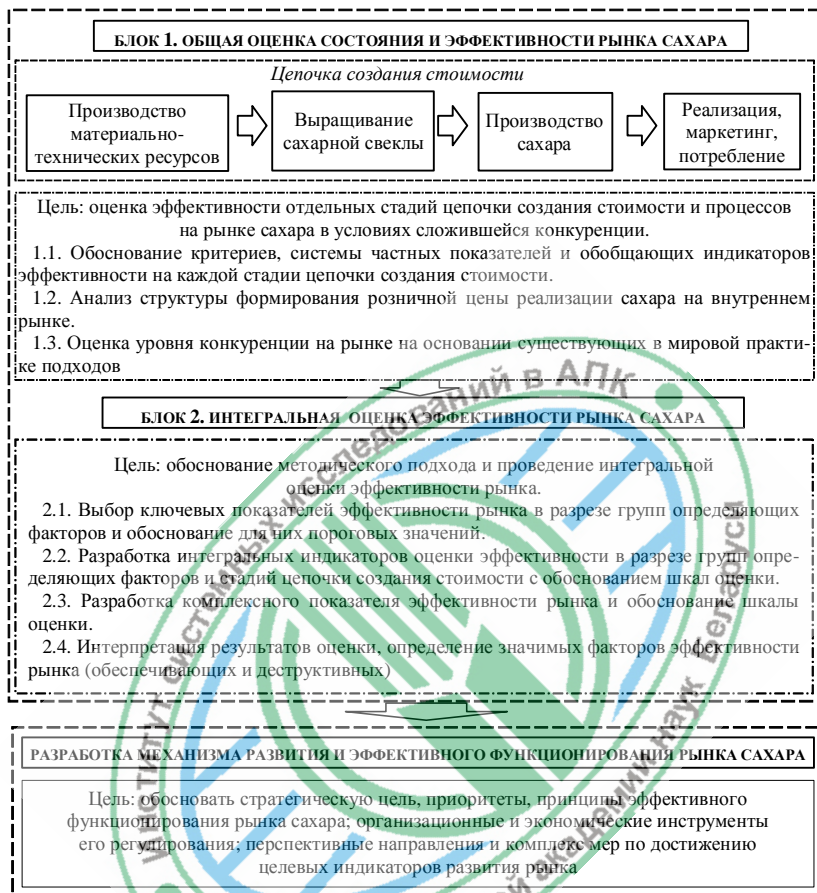 БЛОК 1. ОБЩАЯ ОЦЕНКА СОСТОЯНИЯ И ЭФФЕКТИВНОСТИ РЫНКА САХАРА
Цепочка создания стоимости
Производство
материально-
технических ресурсов
Выращивание
сахарной свеклы
Производство
сахара
Реализация,
маркетинг,
потребление
Цель: оценка эффективности отдельных стадий цепочки создания стоимости и процессов
на рынке сахара в условиях сложившейся конкуренции.
1.1. Обоснование критериев, системы частных показателей и обобщающих индикаторов
эффективности на каждой стадии цепочки создания стоимости.
1.2. Анализ структуры формирования розничной цены реализации сахара на внутреннем
рынке.
1.3. Оценка уровня конкуренции на рынке на основании существующих в мировой практи-
ке подходов
БЛОК 2. ИНТЕГРАЛЬНАЯ ОЦЕНКА ЭФФЕКТИВНОСТИ РЫНКА САХАРА
Цель: обоснование методического подхода и проведение интегральной
оценки эффективности рынка.
2.1. Выбор ключевых показателей эффективности рынка в разрезе групп определяющих
факторов и обоснование для них пороговых значений.
2.2. Разработка интегральных индикаторов оценки эффективности в разрезе групп опре-
деляющих факторов и стадий цепочки создания стоимости с обоснованием шкал оценки.
2.3. Разработка комплексного показателя эффективности рынка и обоснование шкалы
оценки.
2.4. Интерпретация результатов оценки, определение значимых факторов эффективности
рынка (обеспечивающих и деструктивных)
РАЗРАБОТКА МЕХАНИЗМА РАЗВИТИЯ И ЭФФЕКТИВНОГО ФУНКЦИОНИРОВАНИЯ РЫНКА САХАРА
Цель: обосновать стратегическую цель, приоритеты, принципы эффективного
функционирования рынка сахара; организационные и экономические инструменты
его регулирования; перспективные направления и комплекс мер по достижению
целевых индикаторов развития рынка
Институт системных исследований в АПК
академии наук Беларуси